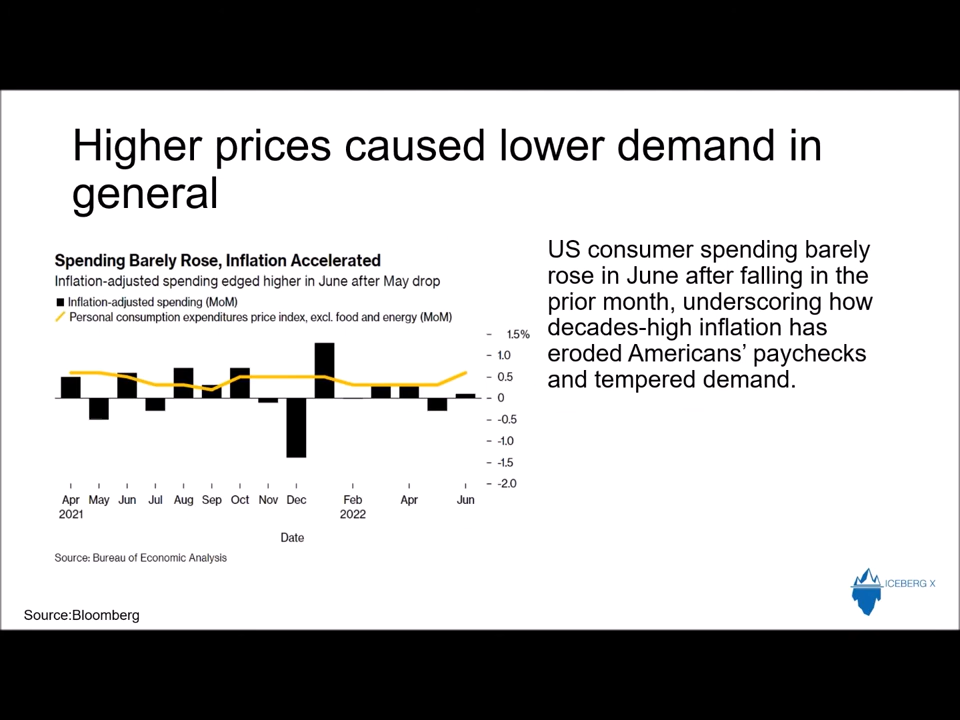 Higher prices caused lower demand in
general
Spending Barely Rose, Inflation Accelerated
Inflation-adjusted spending edged higher in June after May drop
Inflation-adjusted spending (MoM)
Personal consumption expenditures price index, excl. food and energy (MoM)
1.5%
1.0
0.5
0
-0.5
-1.0
-1.5
-2.0
Apr May Jun Jul Aug Sep Oct Nov Dec Feb Apr Jun
2021 2022
Date
Source: Bureau of Economic Analysis
US consumer spending barely
rose in June after falling in the
prior month, underscoring how
decades-high inflation has
eroded Americans’ paychecks
and tempered demand.
ICEBERG X
Source:Bloomberg